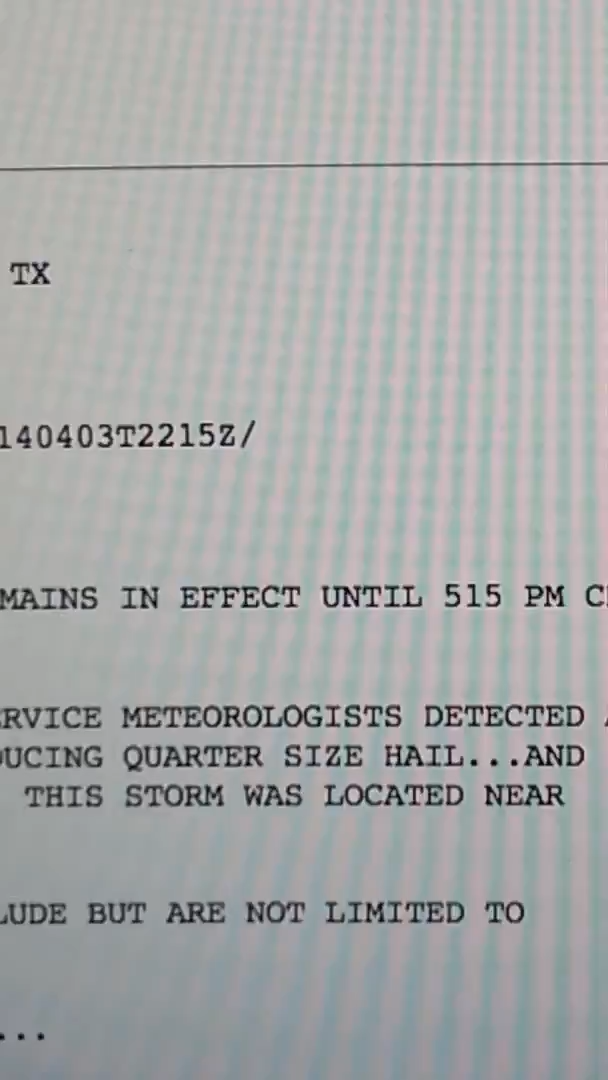 TX
140403T2215Z/
MAINS IN EFFECT UNTIL 515 PM C
RVICE METEOROLOGISTS DETECTED
UCING QUARTER SIZE HAIL...AND
THIS STORM WAS LOCATED NEAR
LUDE BUT ARE NOT LIMITED TO
...